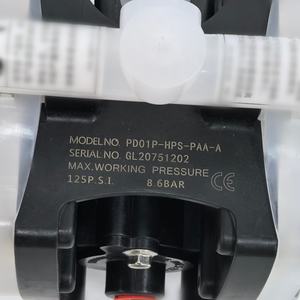 MODEL NO. PD01P-HPS-PAA-A
SERIAL NO. GL20751202
MAX.WORKING PRESSURE
125P.S.I. 8.6BAR CE